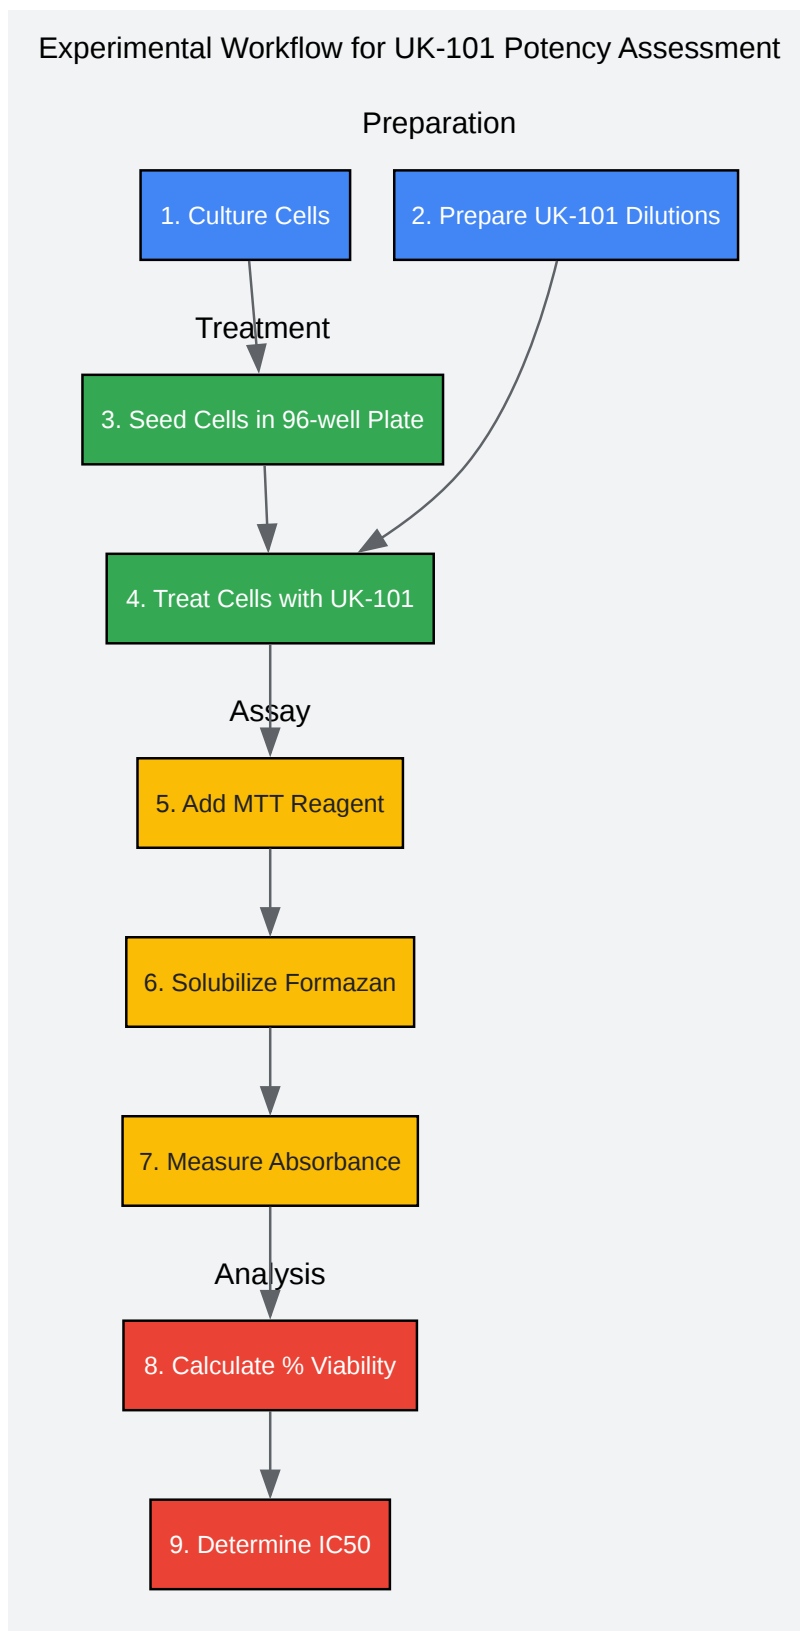 Experimental Workflow for UK-101 Potency Assessment
Preparation
1. Culture Cells
2. Prepare UK-101 Dilutions
Treatment
3. Seed Cells in 96-well Plate
4. Treat Cells with UK-101
Assay
5. Add MTT Reagent
6. Solubilize Formazan
7. Measure Absorbance
Analysis
8. Calculate % Viability
9. Determine IC50